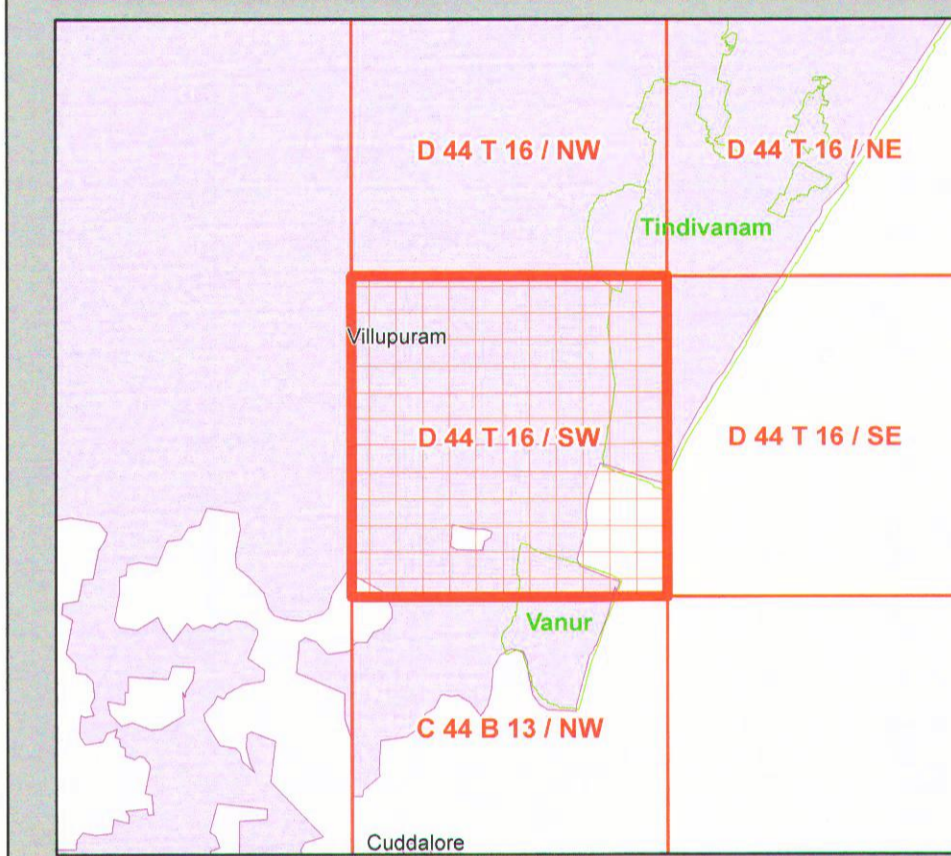 D 44 T 16 / NW
D 44 T 16 / NE
Tindivanam
Villupuram
D 44 T 16 / SW
D 44 T 16 / SE
Vanur
C 44 B 13 / NW
Cuddalore